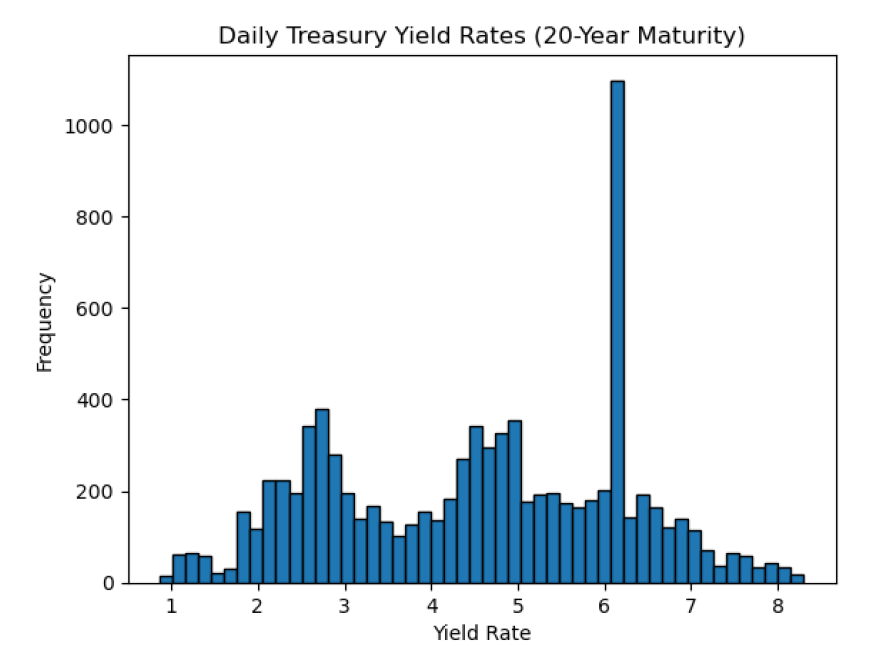 Daily Treasury Yield Rates (20-Year Maturity)
1000
800
600
400
200
0
Frequency
1 2 3 4 5 6 7 8
Yield Rate